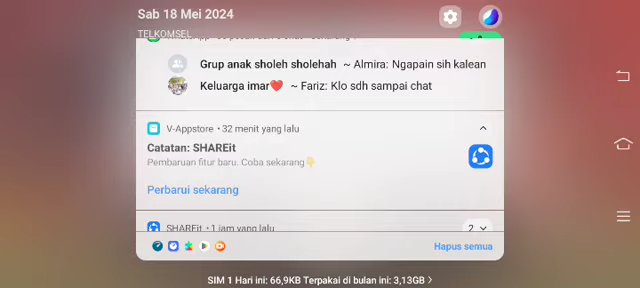 Sab 18 Mei 2024
TELKOMSEL
Grup anak sholeh sholehah ~ Almira: Ngapain sih kalean
Keluarga imar❤️ ~ Fariz: Klo sdh sampai chat
V-Appstore • 32 menit yang lalu
Catatan: SHAREit
Pembaruan fitur baru. Coba sekarang👇
Perbarui sekarang
SHAREit • 1 jam yang lalu
2
Hapus semua
SIM 1 Hari ini: 66,9KB Terpakai di bulan ini: 3,13GB >